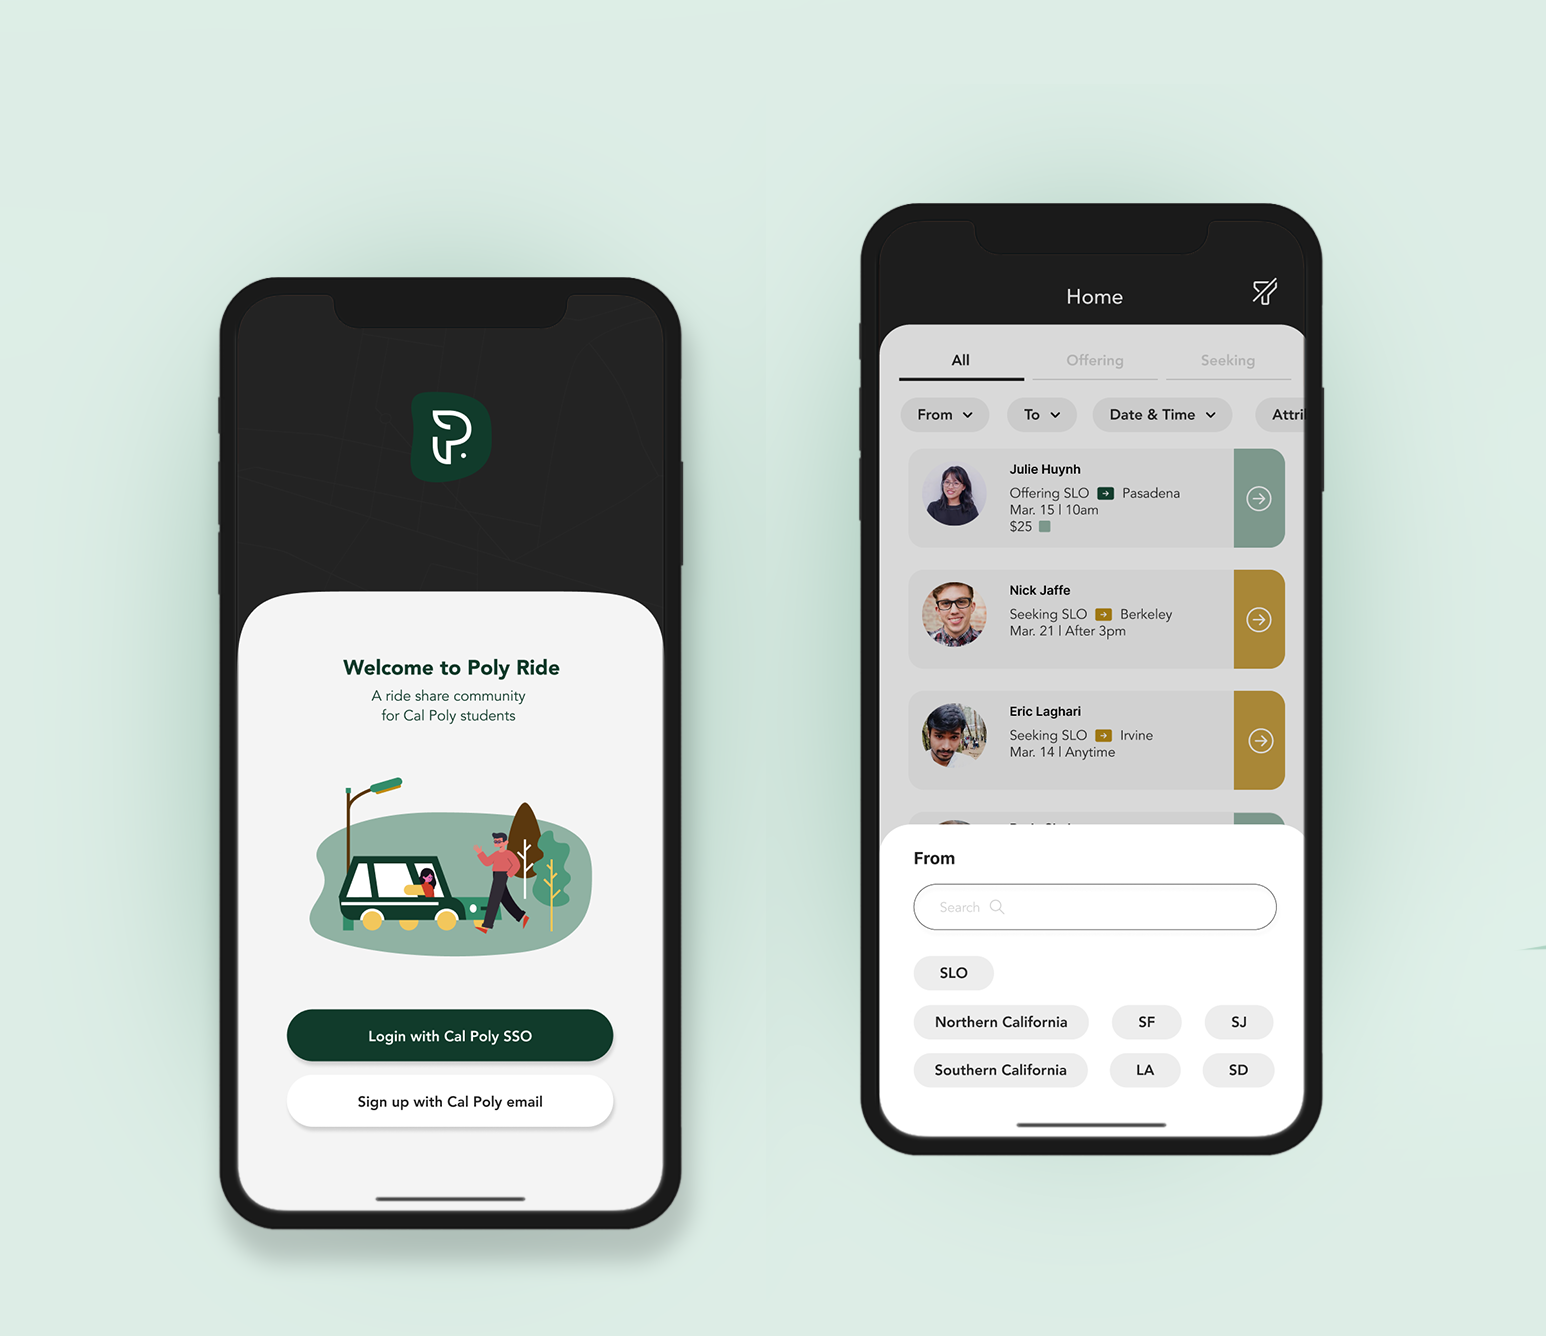 P.
Welcome to Poly Ride
A ride share community
for Cal Poly students
Login with Cal Poly SSO
Sign up with Cal Poly email
Home
All Offering Seeking
From To Date & Time Attri
Julie Huynh
Offering SLO Pasadena
Mar. 15 | 10am
$25
Nick Jaffe
Seeking SLO Berkeley
Mar. 21 | After 3pm
Eric Laghari
Seeking SLO Irvine
Mar. 14 | Anytime
From
Search
SLO
Northern California SF SJ
Southern California LA SD